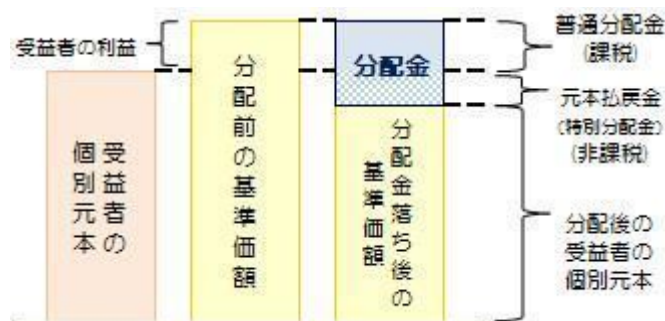 受益者の利益
受益者の
個別元本
分配前の基準価額
分配金
分配金落ち後の
基準価額
普通分配金
(課税)
元本払戻金
(特別分配金)
(非課税)
分配後の
受益者の
個別元本